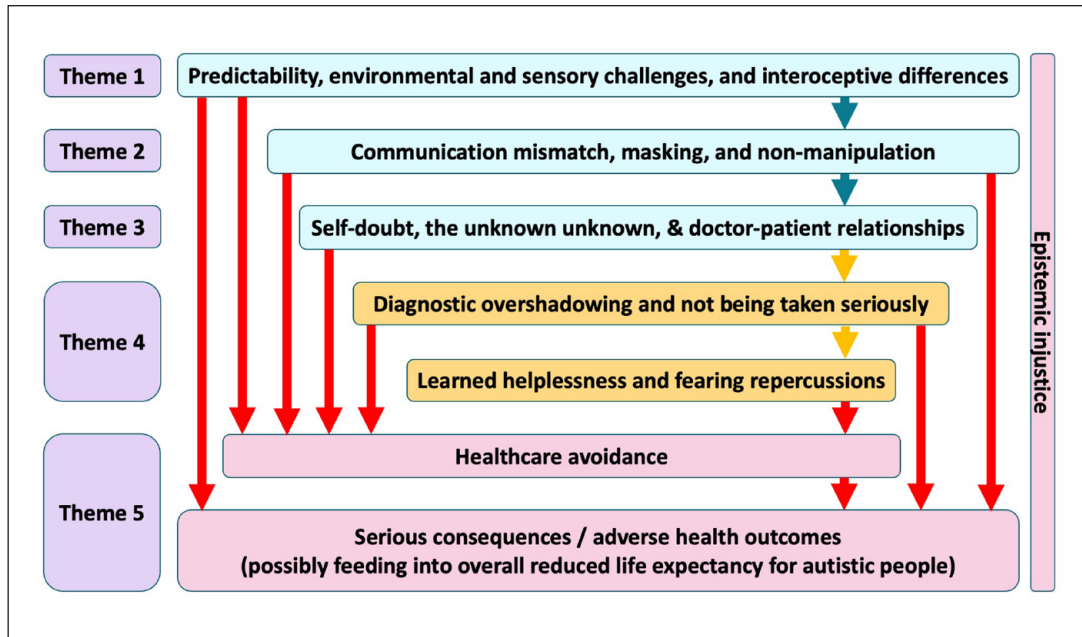 Theme 1
Predictability, environmental and sensory challenges, and interoceptive differences
Theme 2
Communication mismatch, masking, and non-manipulation
Theme 3
Self-doubt, the unknown unknown, & doctor-patient relationships
Theme 4
Diagnostic overshadowing and not being taken seriously
Learned helplessness and fearing repercussions
Theme 5
Healthcare avoidance
Serious consequences / adverse health outcomes
(possibly feeding into overall reduced life expectancy for autistic people)
Epistemic injustice